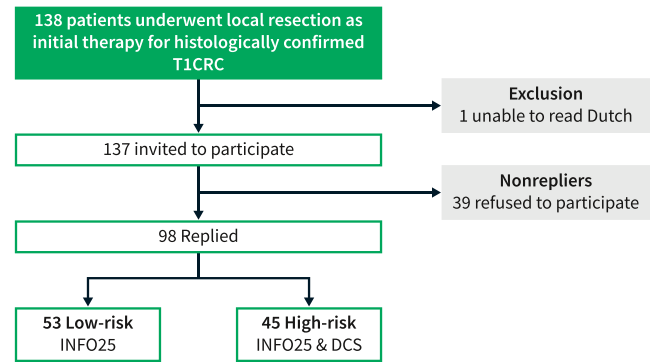 138 patients underwent local resection as
initial therapy for histologically confirmed
T1CRC
Exclusion
1 unable to read Dutch
137 invited to participate
Nonrepliers
39 refused to participate
98 Replied
53 Low-risk
INFO25
45 High-risk
INFO25 & DCS